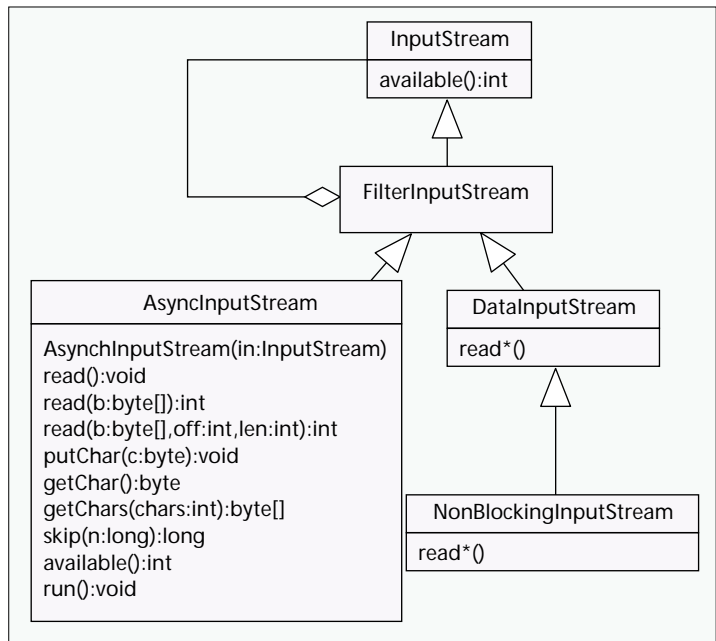 InputStream
available():int
FilterInputStream
AsyncInputStream
AsynchInputStream(in:InputStream)
read():void
read(b:byte[]):int
read(b:byte[],off:int,len:int):int
putChar(c:byte):void
getChar():byte
getChars(chars:int):byte[]
skip(n:long):long
available():int
run():void
DataInputStream
read*()
NonBlockingInputStream
read*()